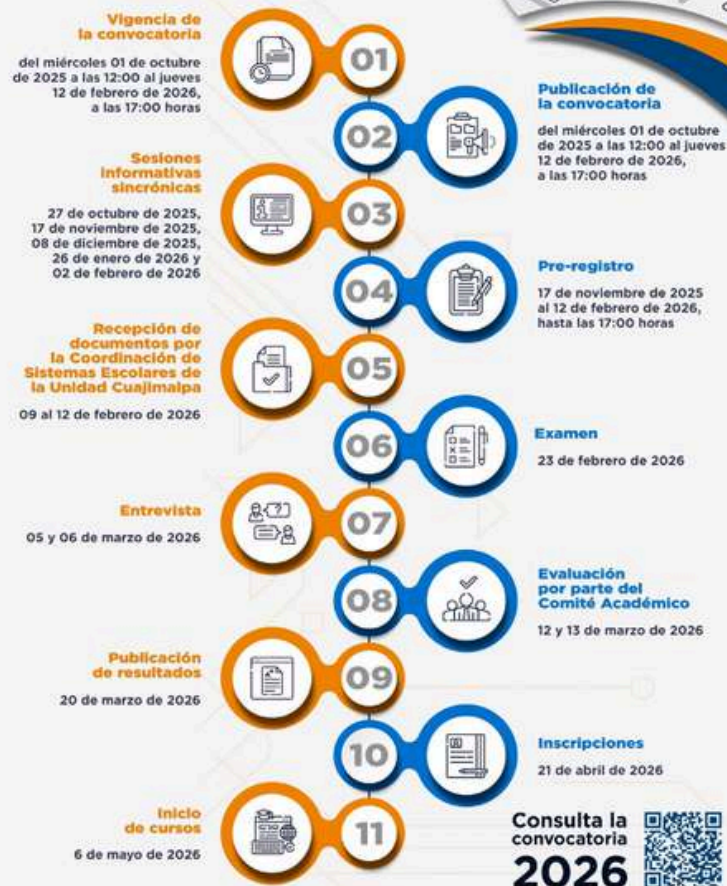 Vigencia de
la convocatoria
del miércoles 01 de octubre
de 2025 a las 12:00 al jueves
12 de febrero de 2026,
a las 17:00 horas
01
02
Publicación de
la convocatoria
del miércoles 01 de octubre
de 2025 a las 12:00 al jueves
12 de febrero de 2026,
a las 17:00 horas
Sesiones
informativas
sincrónicas
27 de octubre de 2025,
17 de noviembre de 2025,
08 de diciembre de 2025,
26 de enero de 2026 y
02 de febrero de 2026
03
04
Pre-registro
17 de noviembre de 2025
al 12 de febrero de 2026,
hasta las 17:00 horas
Recepción de
documentos por
la Coordinación de
Sistemas Escolares de
la Unidad Cuajimalpa
09 al 12 de febrero de 2026
05
06
Examen
23 de febrero de 2026
Entrevista
05 y 06 de marzo de 2026
07
08
Evaluación
por parte del
Comité Académico
12 y 13 de marzo de 2026
Publicación
de resultados
20 de marzo de 2026
09
10
Inscripciones
21 de abril de 2026
Inicio
de cursos
6 de mayo de 2026
11
Consulta la
convocatoria
2026